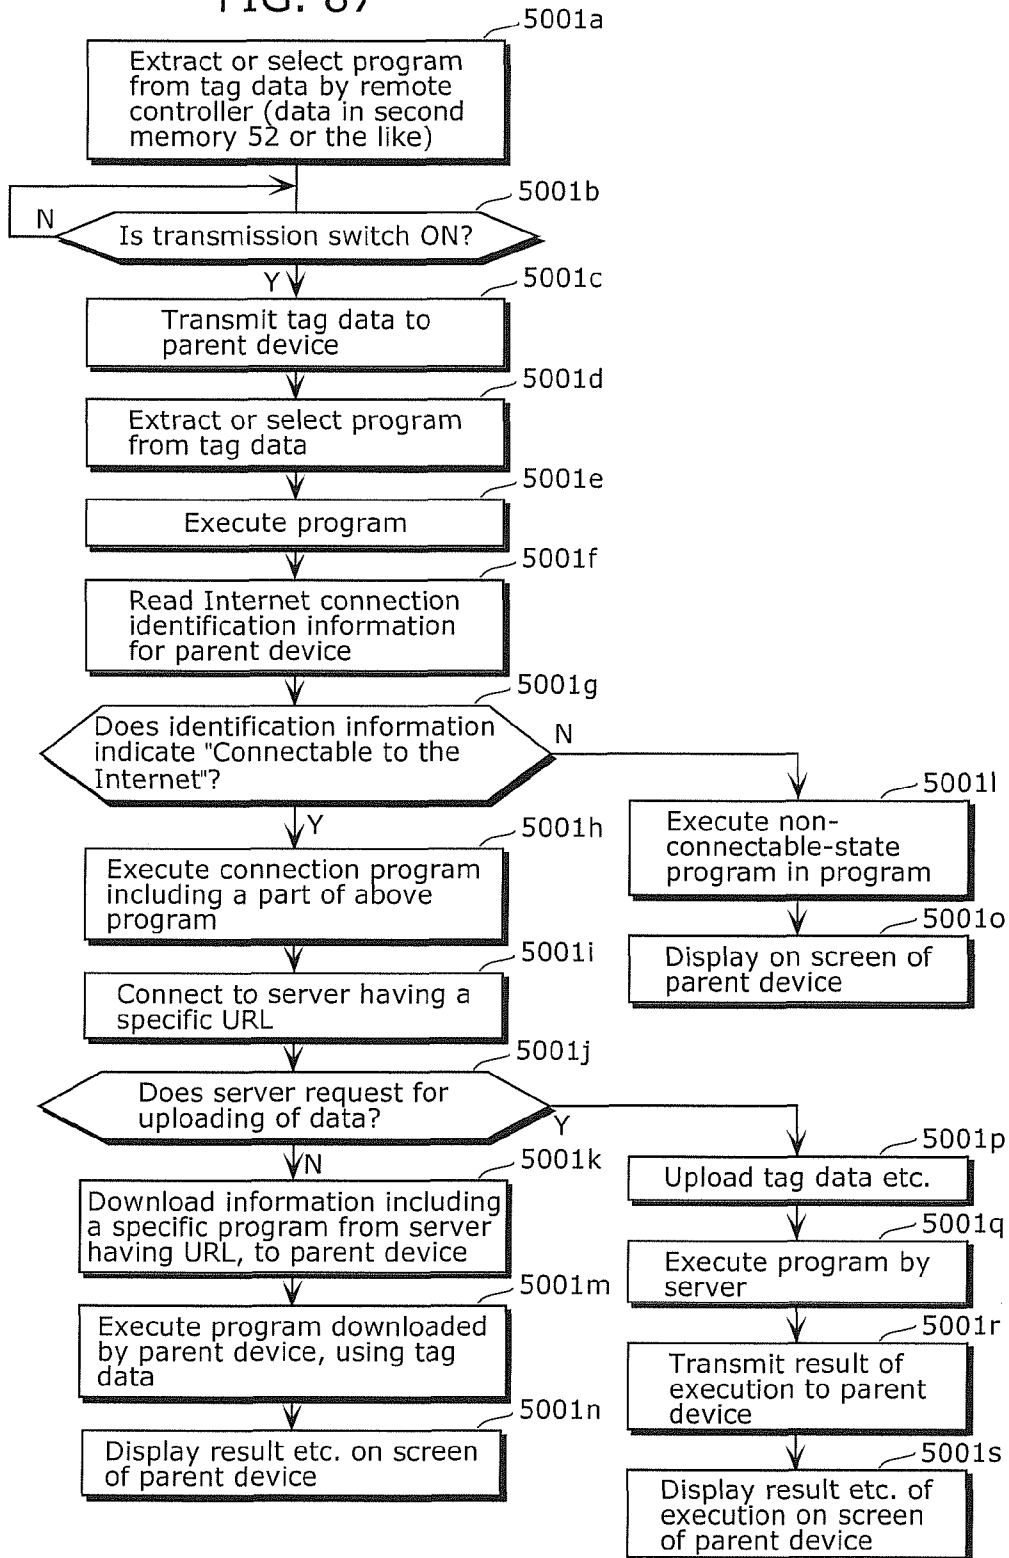 FIG. 87
5001a
Extract or select program
from tag data by remote
controller (data in second
memory 52 or the like)
5001b
N
Is transmission switch ON?
Y
5001c
Transmit tag data to
parent device
5001d
Extract or select program
from tag data
5001e
Execute program
5001f
Read Internet connection
identification information
for parent device
5001g
Does identification information
indicate "Connectable to the
Internet"?
N
Y
5001l
Execute non-
connectable-state
program in program
5001o
Display on screen of
parent device
5001h
Execute connection program
including a part of above
program
5001i
Connect to server having a
specific URL
5001j
Does server request for
uploading of data?
Y
N
5001k
Download information including
a specific program from server
having URL, to parent device
5001m
Execute program downloaded
by parent device, using tag
data
5001n
Display result etc. on screen
of parent device
5001p
Upload tag data etc.
5001q
Execute program by
server
5001r
Transmit result of
execution to parent
device
5001s
Display result etc. of
execution on screen
of parent device